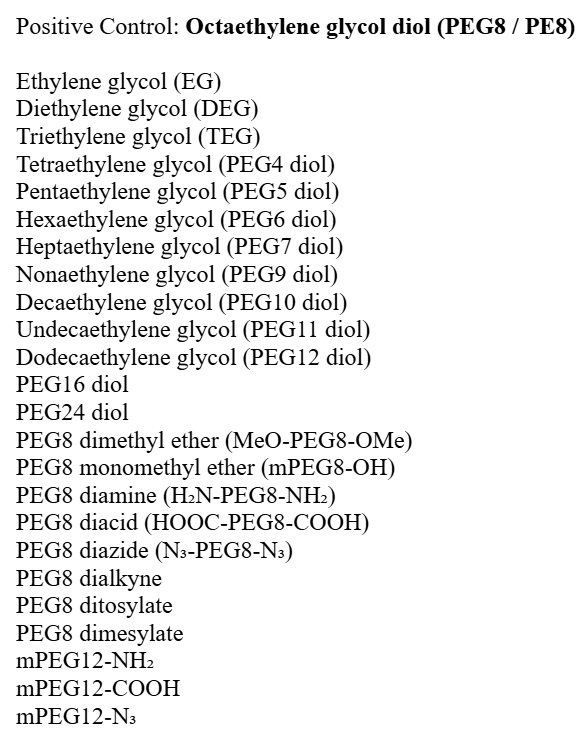 Positive Control: Octaethylene glycol diol (PEG8 / PE8)
Ethylene glycol (EG)
Diethylene glycol (DEG)
Triethylene glycol (TEG)
Tetraethylene glycol (PEG4 diol)
Pentaethylene glycol (PEG5 diol)
Hexaethylene glycol (PEG6 diol)
Heptaethylene glycol (PEG7 diol)
Nonaethylene glycol (PEG9 diol)
Decaethylene glycol (PEG10 diol)
Undecaethylene glycol (PEG11 diol)
Dodecaethylene glycol (PEG12 diol)
PEG16 diol
PEG24 diol
PEG8 dimethyl ether (MeO-PEG8-OMe)
PEG8 monomethyl ether (mPEG8-OH)
PEG8 diamine (H₂N-PEG8-NH₂)
PEG8 diacid (HOOC-PEG8-COOH)
PEG8 diazide (N₃-PEG8-N₃)
PEG8 dialkyne
PEG8 ditosylate
PEG8 dimesylate
mPEG12-NH₂
mPEG12-COOH
mPEG12-N₃